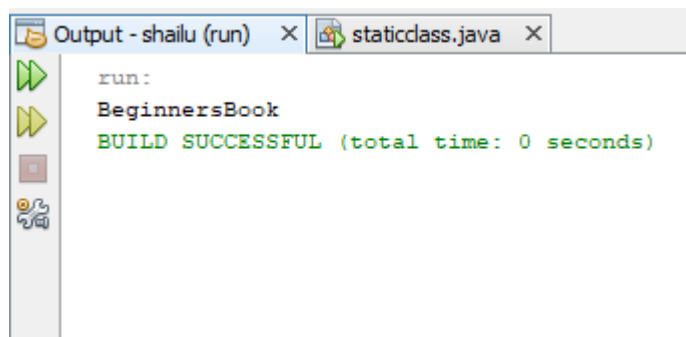 Output - shailu (run)
staticclass.java
run:
BeginnersBook
BUILD SUCCESSFUL (total time: 0 seconds)